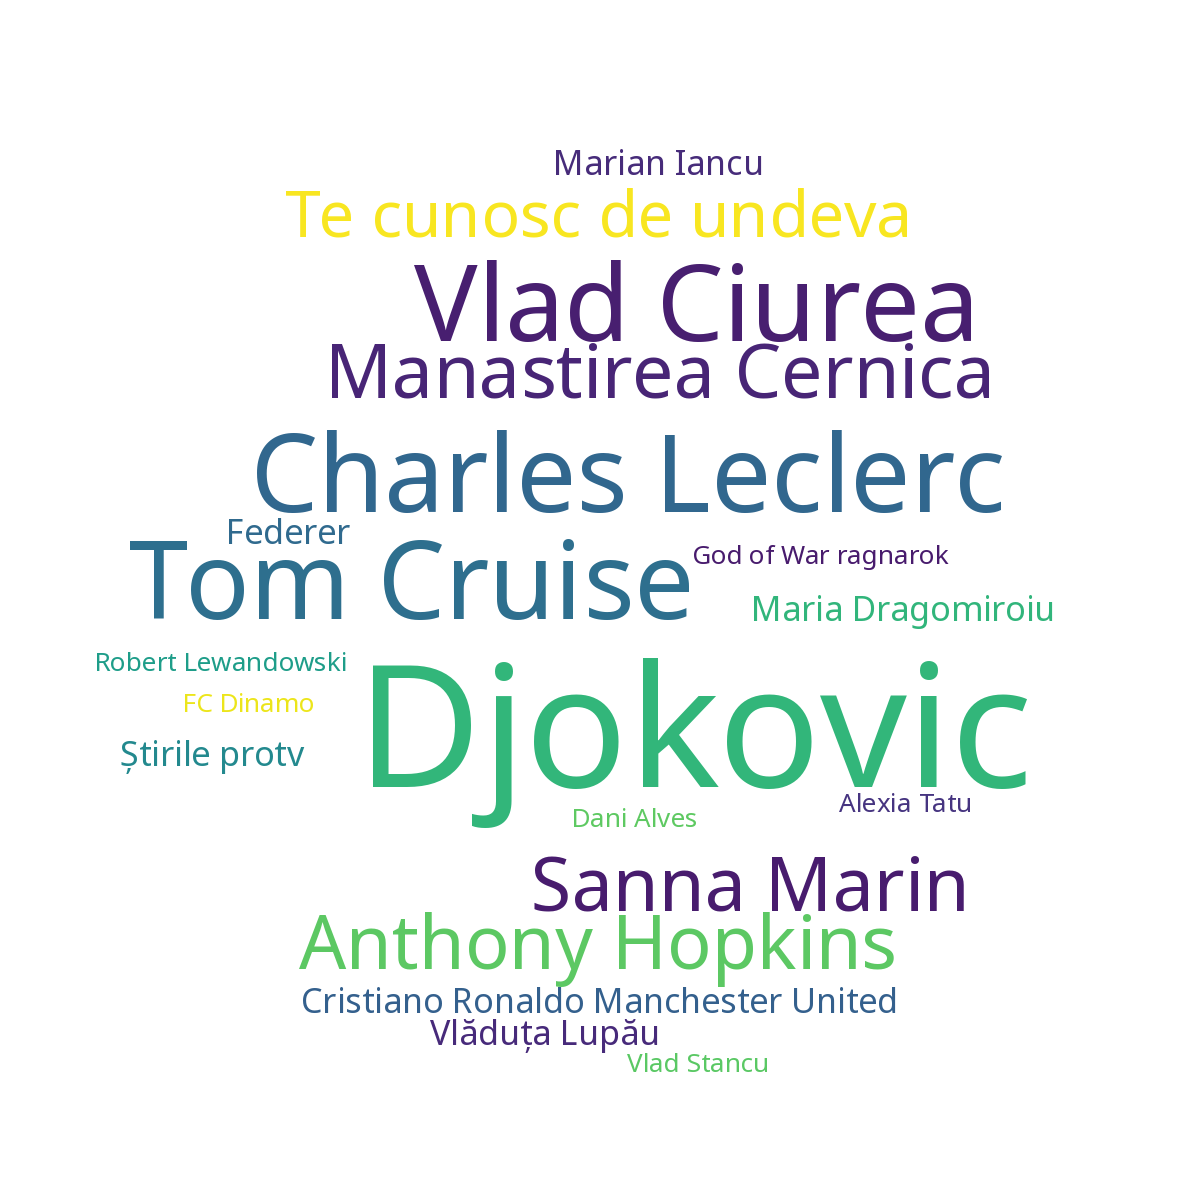 Marian Iancu
Te cunosc de undeva
Vlad Ciurea
Manastirea Cernica
Charles Leclerc
Federer
Tom Cruise
God of War ragnarok
Maria Dragomiroiu
Robert Lewandowski
FC Dinamo
Știrile protv
Djokovic
Alexia Tatu
Dani Alves
Sanna Marin
Anthony Hopkins
Cristiano Ronaldo Manchester United
Vlăduța Lupău
Vlad Stancu